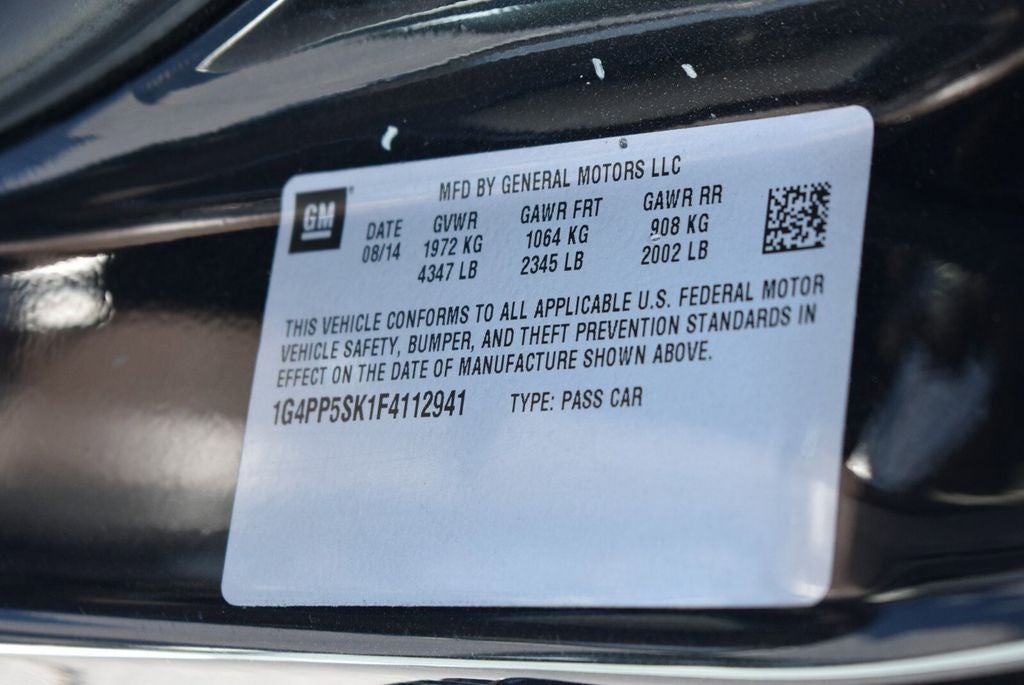 GM
MFD BY GENERAL MOTORS LLC
DATE GVWR GAWR FRT GAWR RR
08/14 1972 KG 1064 KG 908 KG
4347 LB 2345 LB 2002 LB
THIS VEHICLE CONFORMS TO ALL APPLICABLE U.S. FEDERAL MOTOR
VEHICLE SAFETY, BUMPER, AND THEFT PREVENTION STANDARDS IN
EFFECT ON THE DATE OF MANUFACTURE SHOWN ABOVE.
1G4PP5SK1F4112941 TYPE: PASS CAR